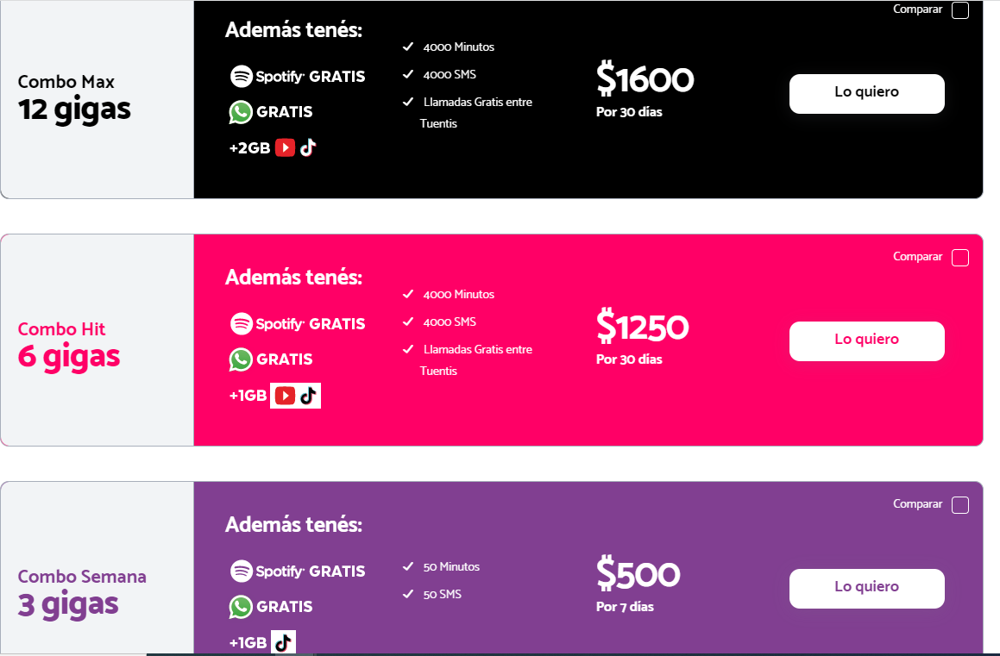 Comparar
Además tenés:
4000 Minutos
Spotify GRATIS
4000 SMS
Combo Max
12 gigas
$1600
Lo quiero
Llamadas Gratis entre
Tuentis
GRATIS
Por 30 días
+2GB
Comparar
Además tenés:
4000 Minutos
Spotify GRATIS
4000 SMS
Combo Hit
6 gigas
$1250
Lo quiero
Llamadas Gratis entre
Tuentis
GRATIS
Por 30 días
+1GB
Comparar
Además tenés:
50 Minutos
Spotify GRATIS
50 SMS
Combo Semana
3 gigas
$500
Lo quiero
GRATIS
Por 7 días
+1GB